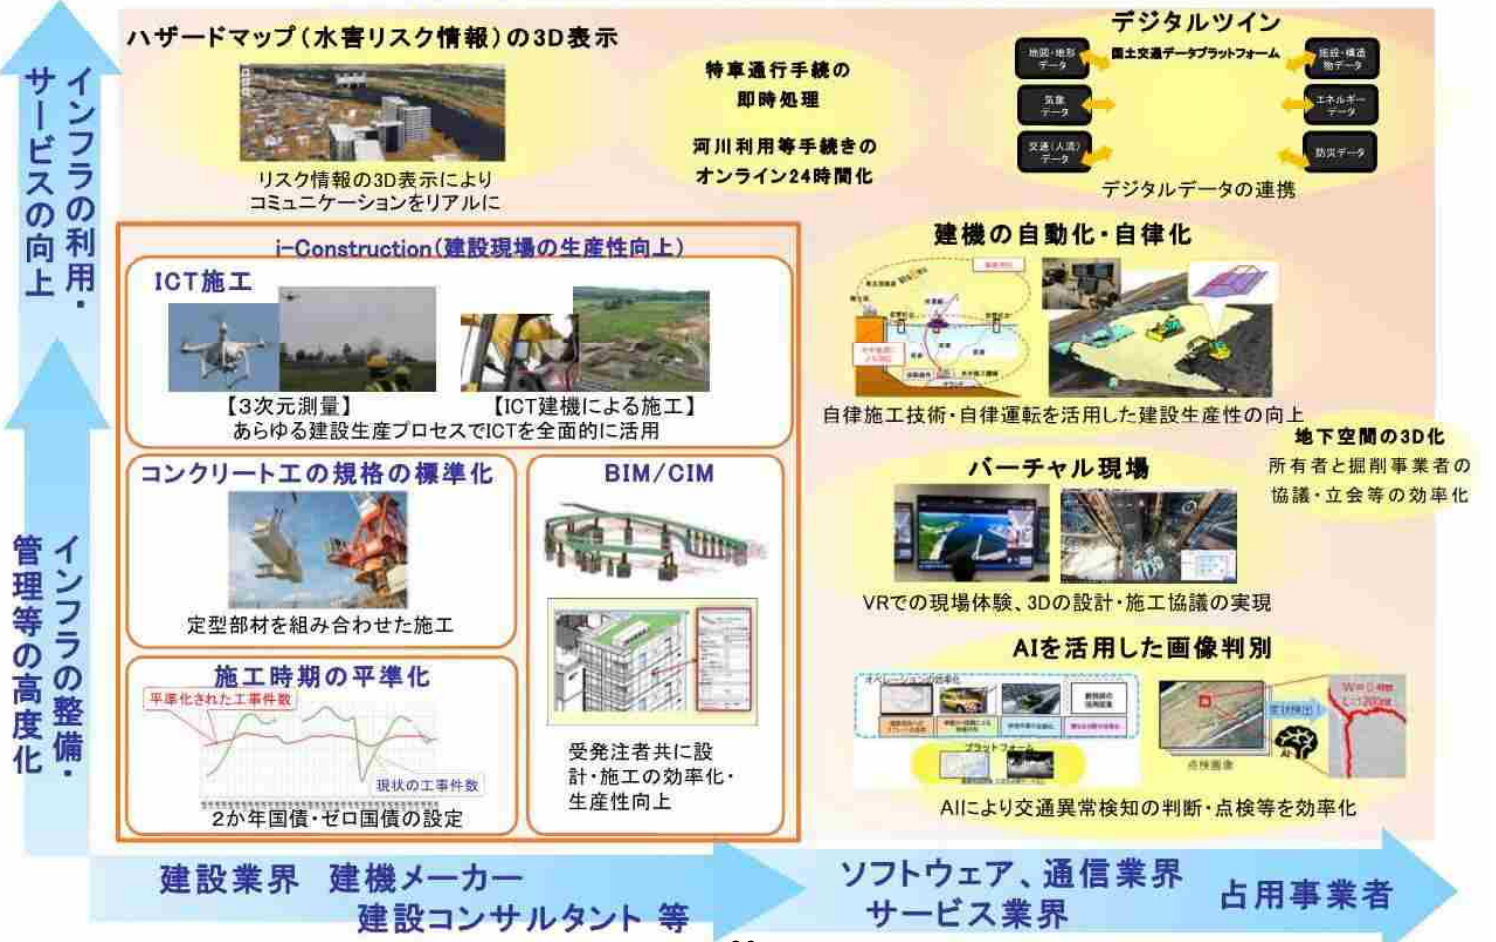 インフラの利用・
サービスの向上
インフラの整備・
管理等の高度化
ハザードマップ(水害リスク情報)の3D表示
リスク情報の3D表示により
コミュニケーションをリアルに
特車通行手続の
即時処理
河川利用等手続きの
オンライン24時間化
デジタルツイン
国土交通データプラットフォーム
地図・地形
データ
気象
データ
交通(人流)
データ
施設・構造
物データ
エネルギー
データ
防災データ
デジタルデータの連携
i-Construction(建設現場の生産性向上)
ICT施工
【3次元測量】
【ICT建機による施工】
あらゆる建設生産プロセスでICTを全面的に活用
コンクリート工の規格の標準化
定型部材を組み合わせた施工
BIM/CIM
受発注者共に設
計・施工の効率化・
生産性向上
施工時期の平準化
平準化された工事件数
現状の工事件数
2か年国債・ゼロ国債の設定
建機の自動化・自律化
自律施工技術・自律運転を活用した建設生産性の向上
地下空間の3D化
所有者と掘削事業者の
協議・立会等の効率化
バーチャル現場
VRでの現場体験、3Dの設計・施工協議の実現
AIを活用した画像判別
オペレーションの効率化
プラットフォーム
点検画像
AI
AIにより交通異常検知の判断・点検等を効率化
建設業界 建機メーカー
建設コンサルタント 等
ソフトウェア、通信業界
サービス業界
占用事業者